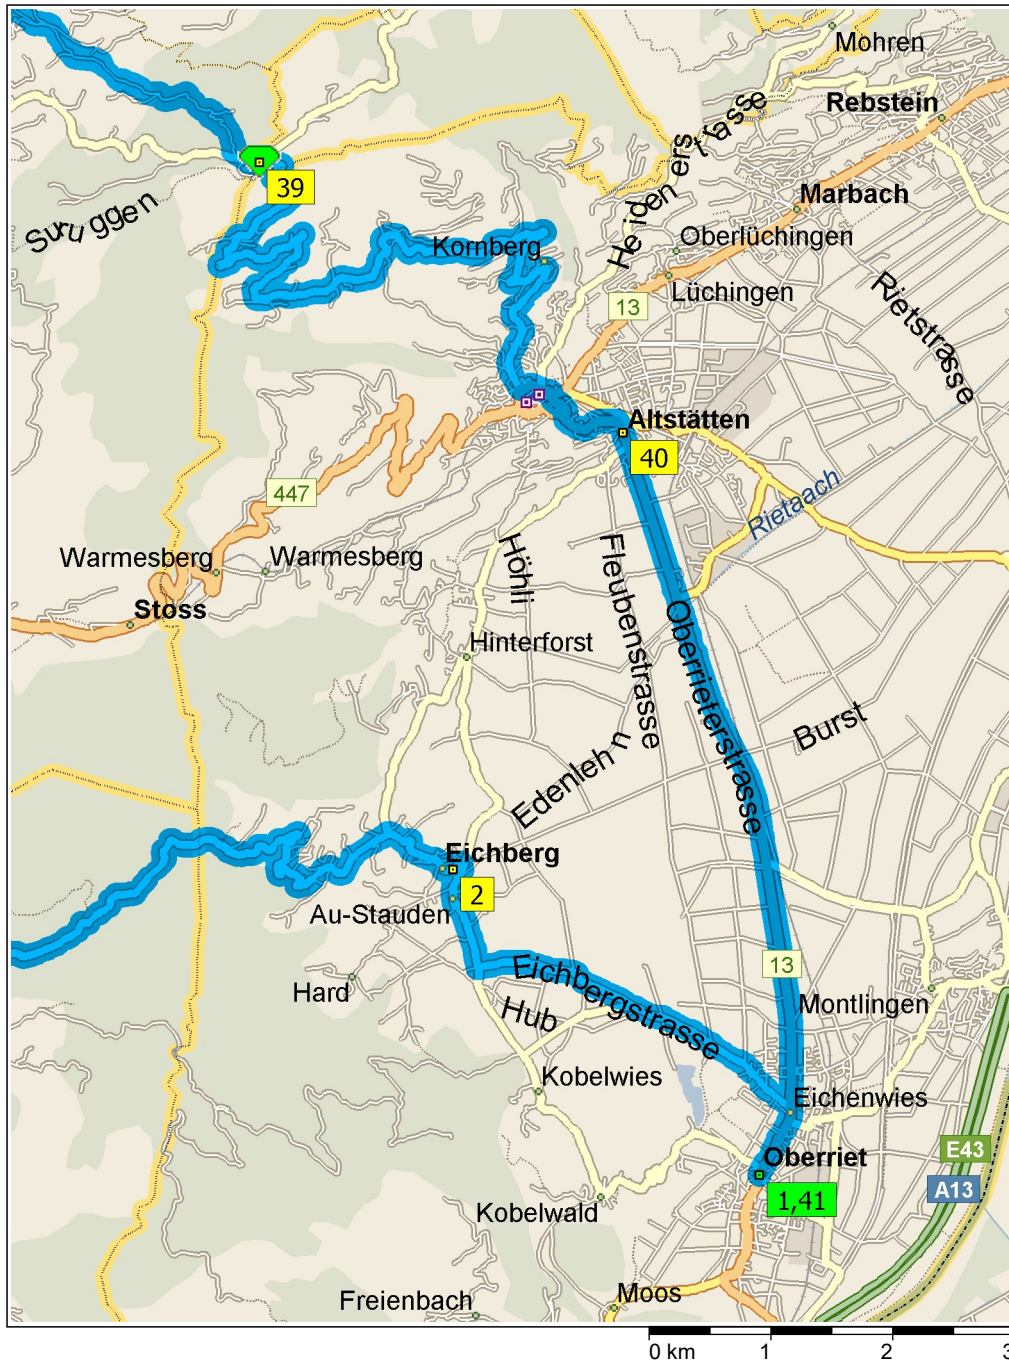 Mohren
Rebstein
Heidenerstrasse
39
Suruggen
Marbach
Kornberg
Oberlüchingen
Lüchingen
13
Rietstrasse
Altstätten
40
447
Rietaach
Warmesberg
Warmesberg
Höhli
Fleubenstrasse
Stoss
Oberrieterstrasse
Hinterforst
Burst
Edenlehn
Eichberg
2
Au-Stauden
13
Eichbergstrasse
Hard
Hub
Montlingen
Kobelwies
Eichenwies
E43
Oberriet
A13
1,41
Kobelwald
Moos
Freienbach
0 km 1 2 3